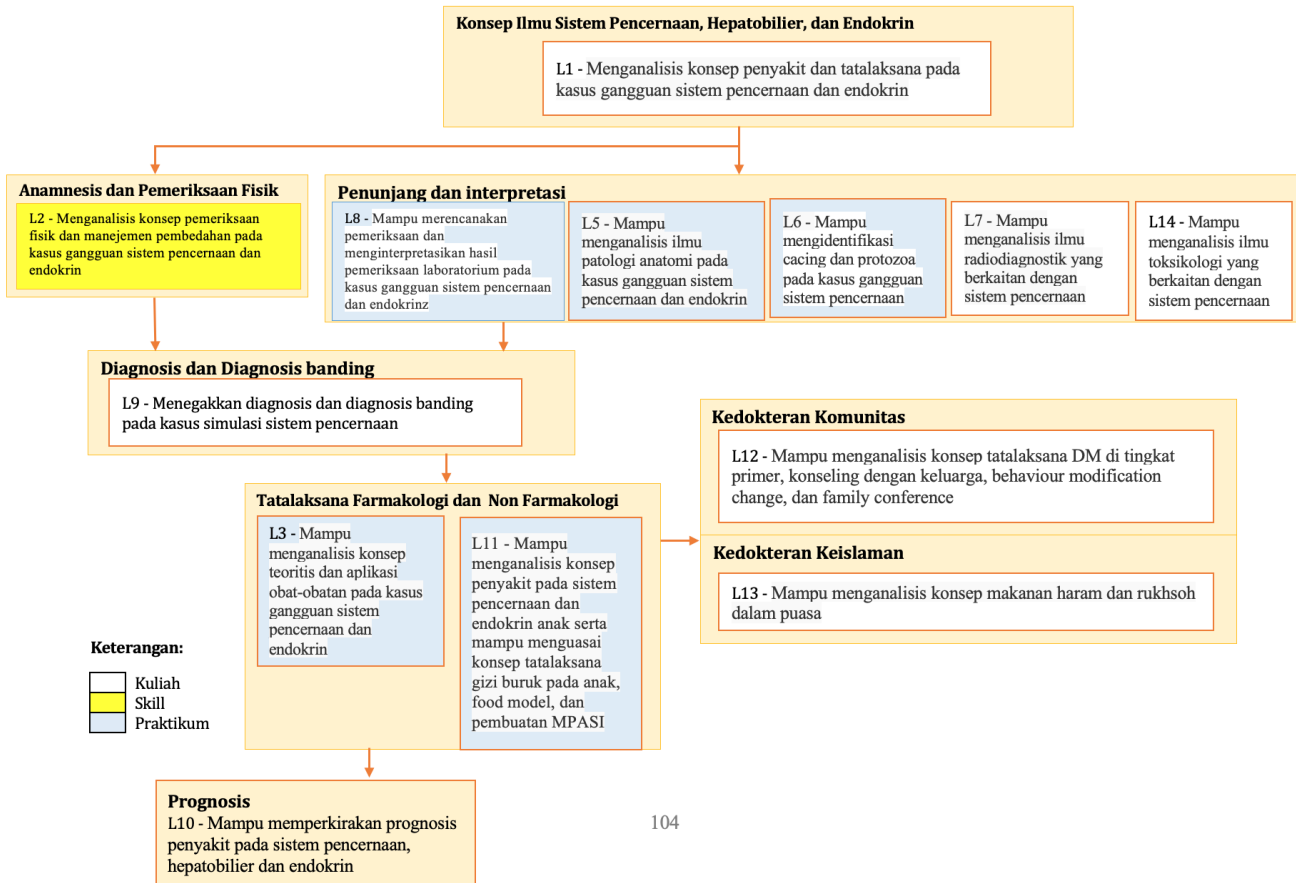 Konsep Ilmu Sistem Pencernaan, Hepatobilier, dan Endokrin
L1 - Menganalisis konsep penyakit dan tatalaksana pada
kasus gangguan sistem pencernaan dan endokrin
Anamnesis dan Pemeriksaan Fisik
L2 - Menganalisis konsep pemeriksaan
fisik dan manejemen pembedahan pada
kasus gangguan sistem pencernaan dan
endokrin
Penunjang dan interpretasi
L8 - Mampu merencanakan
pemeriksaan dan
menginterpretasikan hasil
pemeriksaan laboratorium pada
kasus gangguan sistem pencernaan
dan endokrinz
L5 - Mampu
menganalisis ilmu
patologi anatomi pada
kasus gangguan sistem
pencernaan dan endokrin
L6 - Mampu
mengidentifikasi
cacing dan protozoa
pada kasus gangguan
sistem pencernaan
L7 - Mampu
menganalisis ilmu
radiodiagnostik yang
berkaitan dengan
sistem pencernaan
L14 - Mampu
menganalisis ilmu
toksikologi yang
berkaitan dengan
sistem pencernaan
Diagnosis dan Diagnosis banding
L9 - Menegakkan diagnosis dan diagnosis banding
pada kasus simulasi sistem pencernaan
Kedokteran Komunitas
L12 - Mampu menganalisis konsep tatalaksana DM di tingkat
primer, konseling dengan keluarga, behaviour modification
change, dan family conference
Kedokteran Keislaman
L13 - Mampu menganalisis konsep makanan haram dan rukhsoh
dalam puasa
Tatalaksana Farmakologi dan Non Farmakologi
L3 - Mampu
menganalisis konsep
teoritis dan aplikasi
obat-obatan pada kasus
gangguan sistem
pencernaan dan
endokrin
L11 - Mampu
menganalisis konsep
penyakit pada sistem
pencernaan dan
endokrin anak serta
mampu menguasai
konsep tatalaksana
gizi buruk pada anak,
food model, dan
pembuatan MPASI
Keterangan:
Kuliah
Skill
Praktikum
Prognosis
L10 - Mampu memperkirakan prognosis
penyakit pada sistem pencernaan,
hepatobilier dan endokrin
104